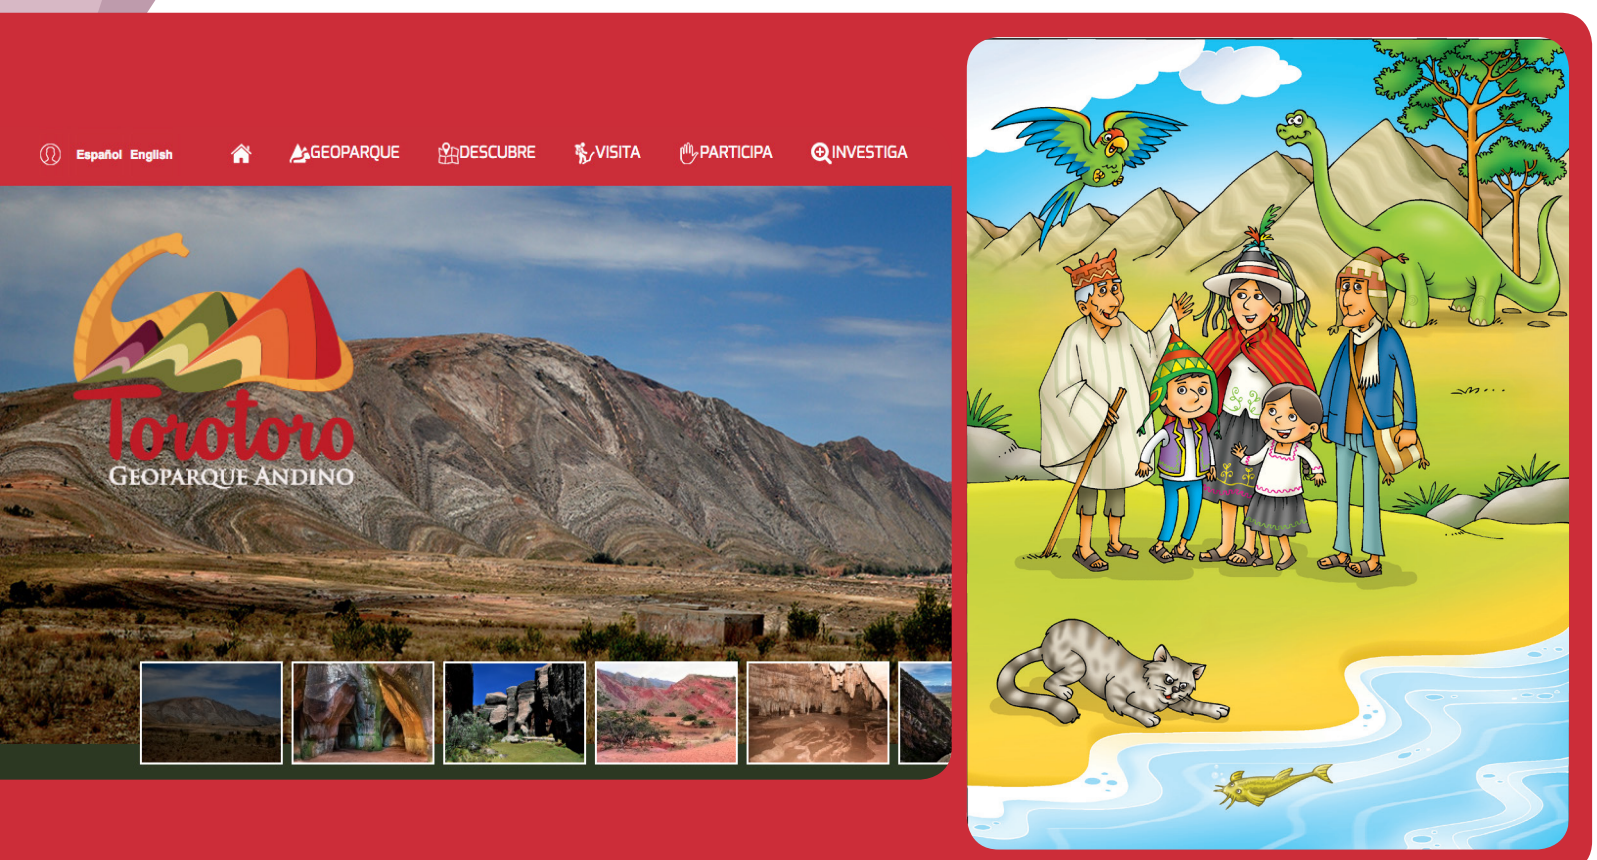 Español English
GEOPARQUE
DESCUBRE
VISITA
PARTICIPA
INVESTIGA
Torotoro
GEOPARQUE ANDINO